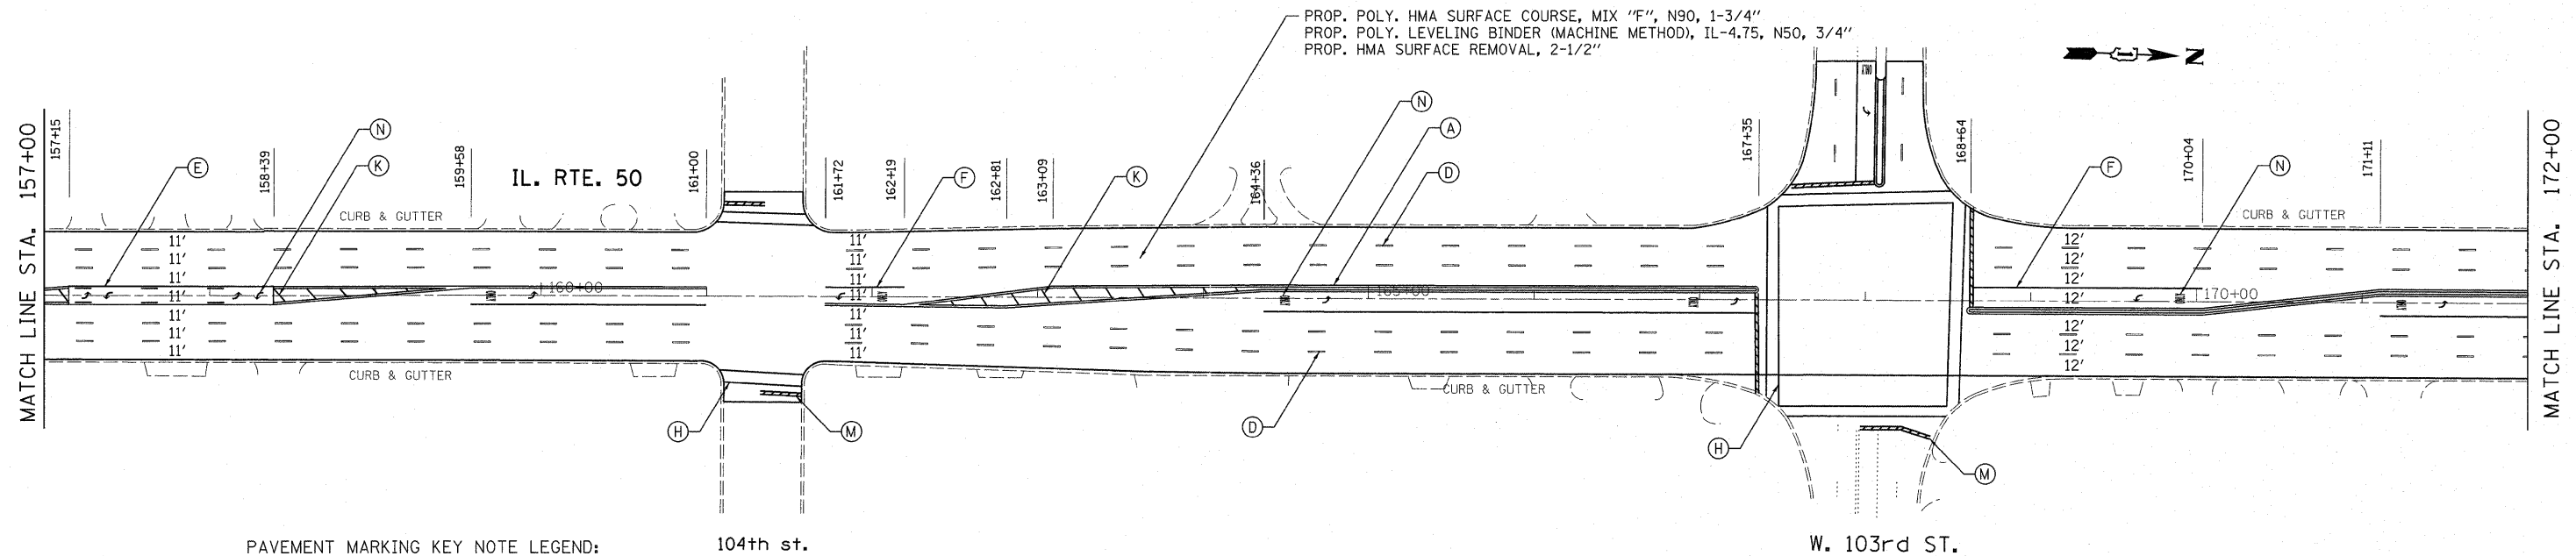 PROP. POLY. HMA SURFACE COURSE, MIX "F", N90, 1-3/4"
PROP. POLY. LEVELING BINDER (MACHINE METHOD), IL-4.75, N50, 3/4"
PROP. HMA SURFACE REMOVAL, 2-1/2"
N
MATCH LINE STA. 157+00
157+15
158+39
159+58
161+00
161+72
162+19
162+81
163+09
164+36
167+35
168+64
170+04
171+11
MATCH LINE STA. 172+00
E
N
K
IL. RTE. 50
F
K
N
A
D
F
N
CURB & GUTTER
CURB & GUTTER
11'
11'
11'
11'
11'
11'
11'
11'
11'
11'
11'
11'
11'
11'
12'
12'
12'
12'
12'
12'
12'
160+00
165+00
170+00
ONLY
CURB & GUTTER
CURB & GUTTER
H
M
D
H
M
PAVEMENT MARKING KEY NOTE LEGEND:
104th st.
W. 103rd ST.